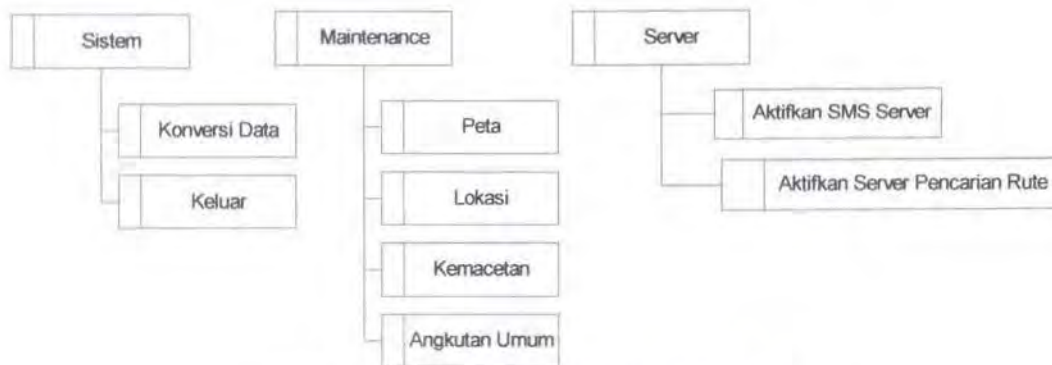 Sistem
Konversi Data
Keluar
Maintenance
Peta
Lokasi
Kemacetan
Angkutan Umum
Server
Aktifkan SMS Server
Aktifkan Server Pencarian Rute